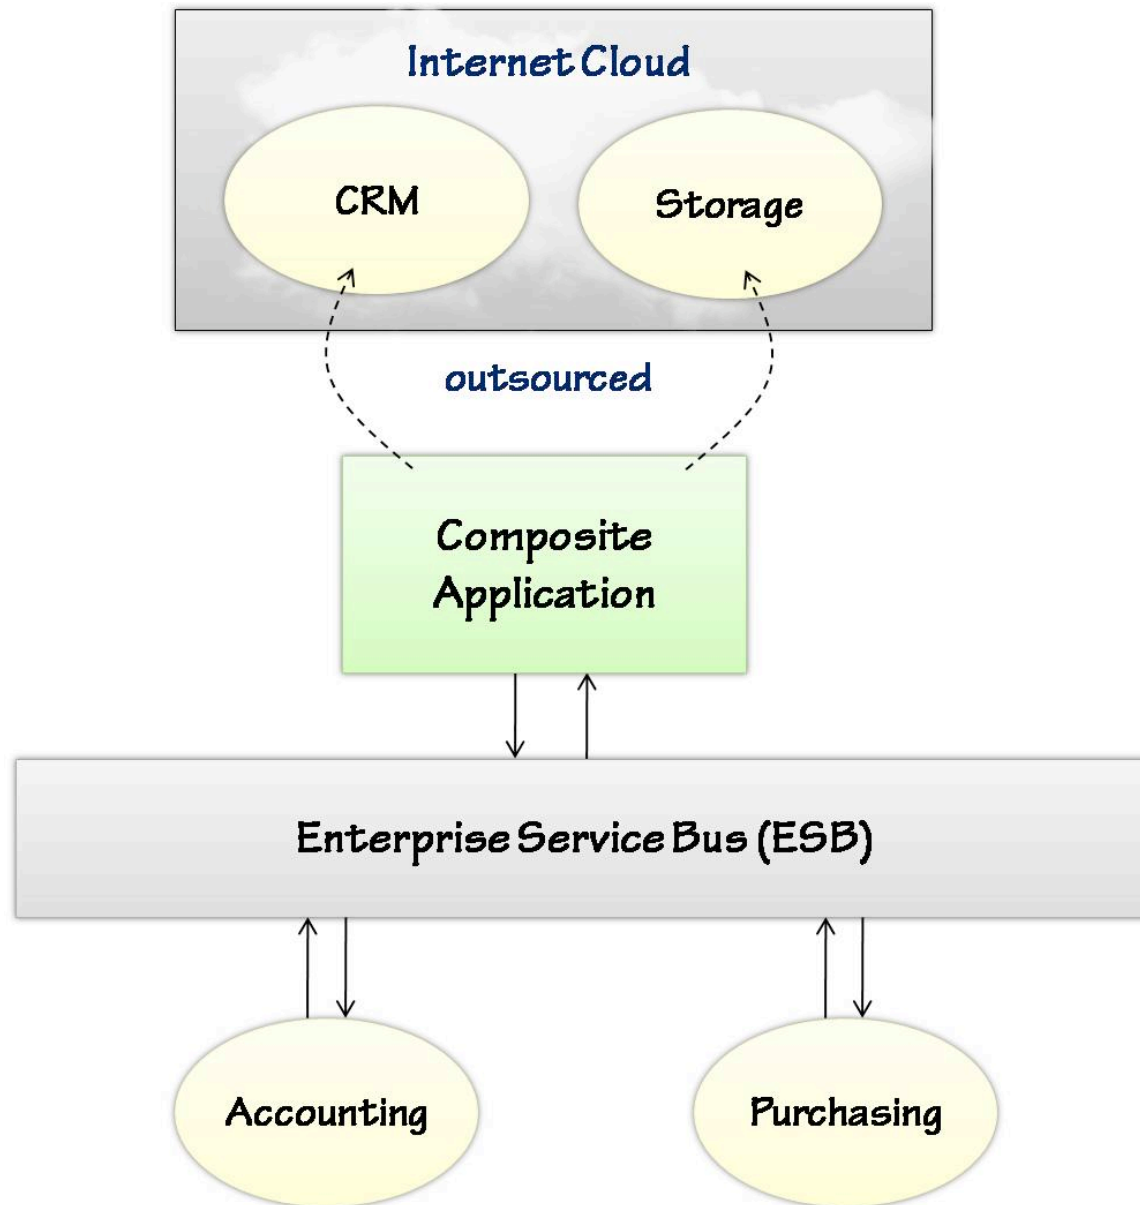 Internet Cloud
CRM
Storage
outsourced
Composite
Application
Enterprise Service Bus (ESB)
Accounting
Purchasing